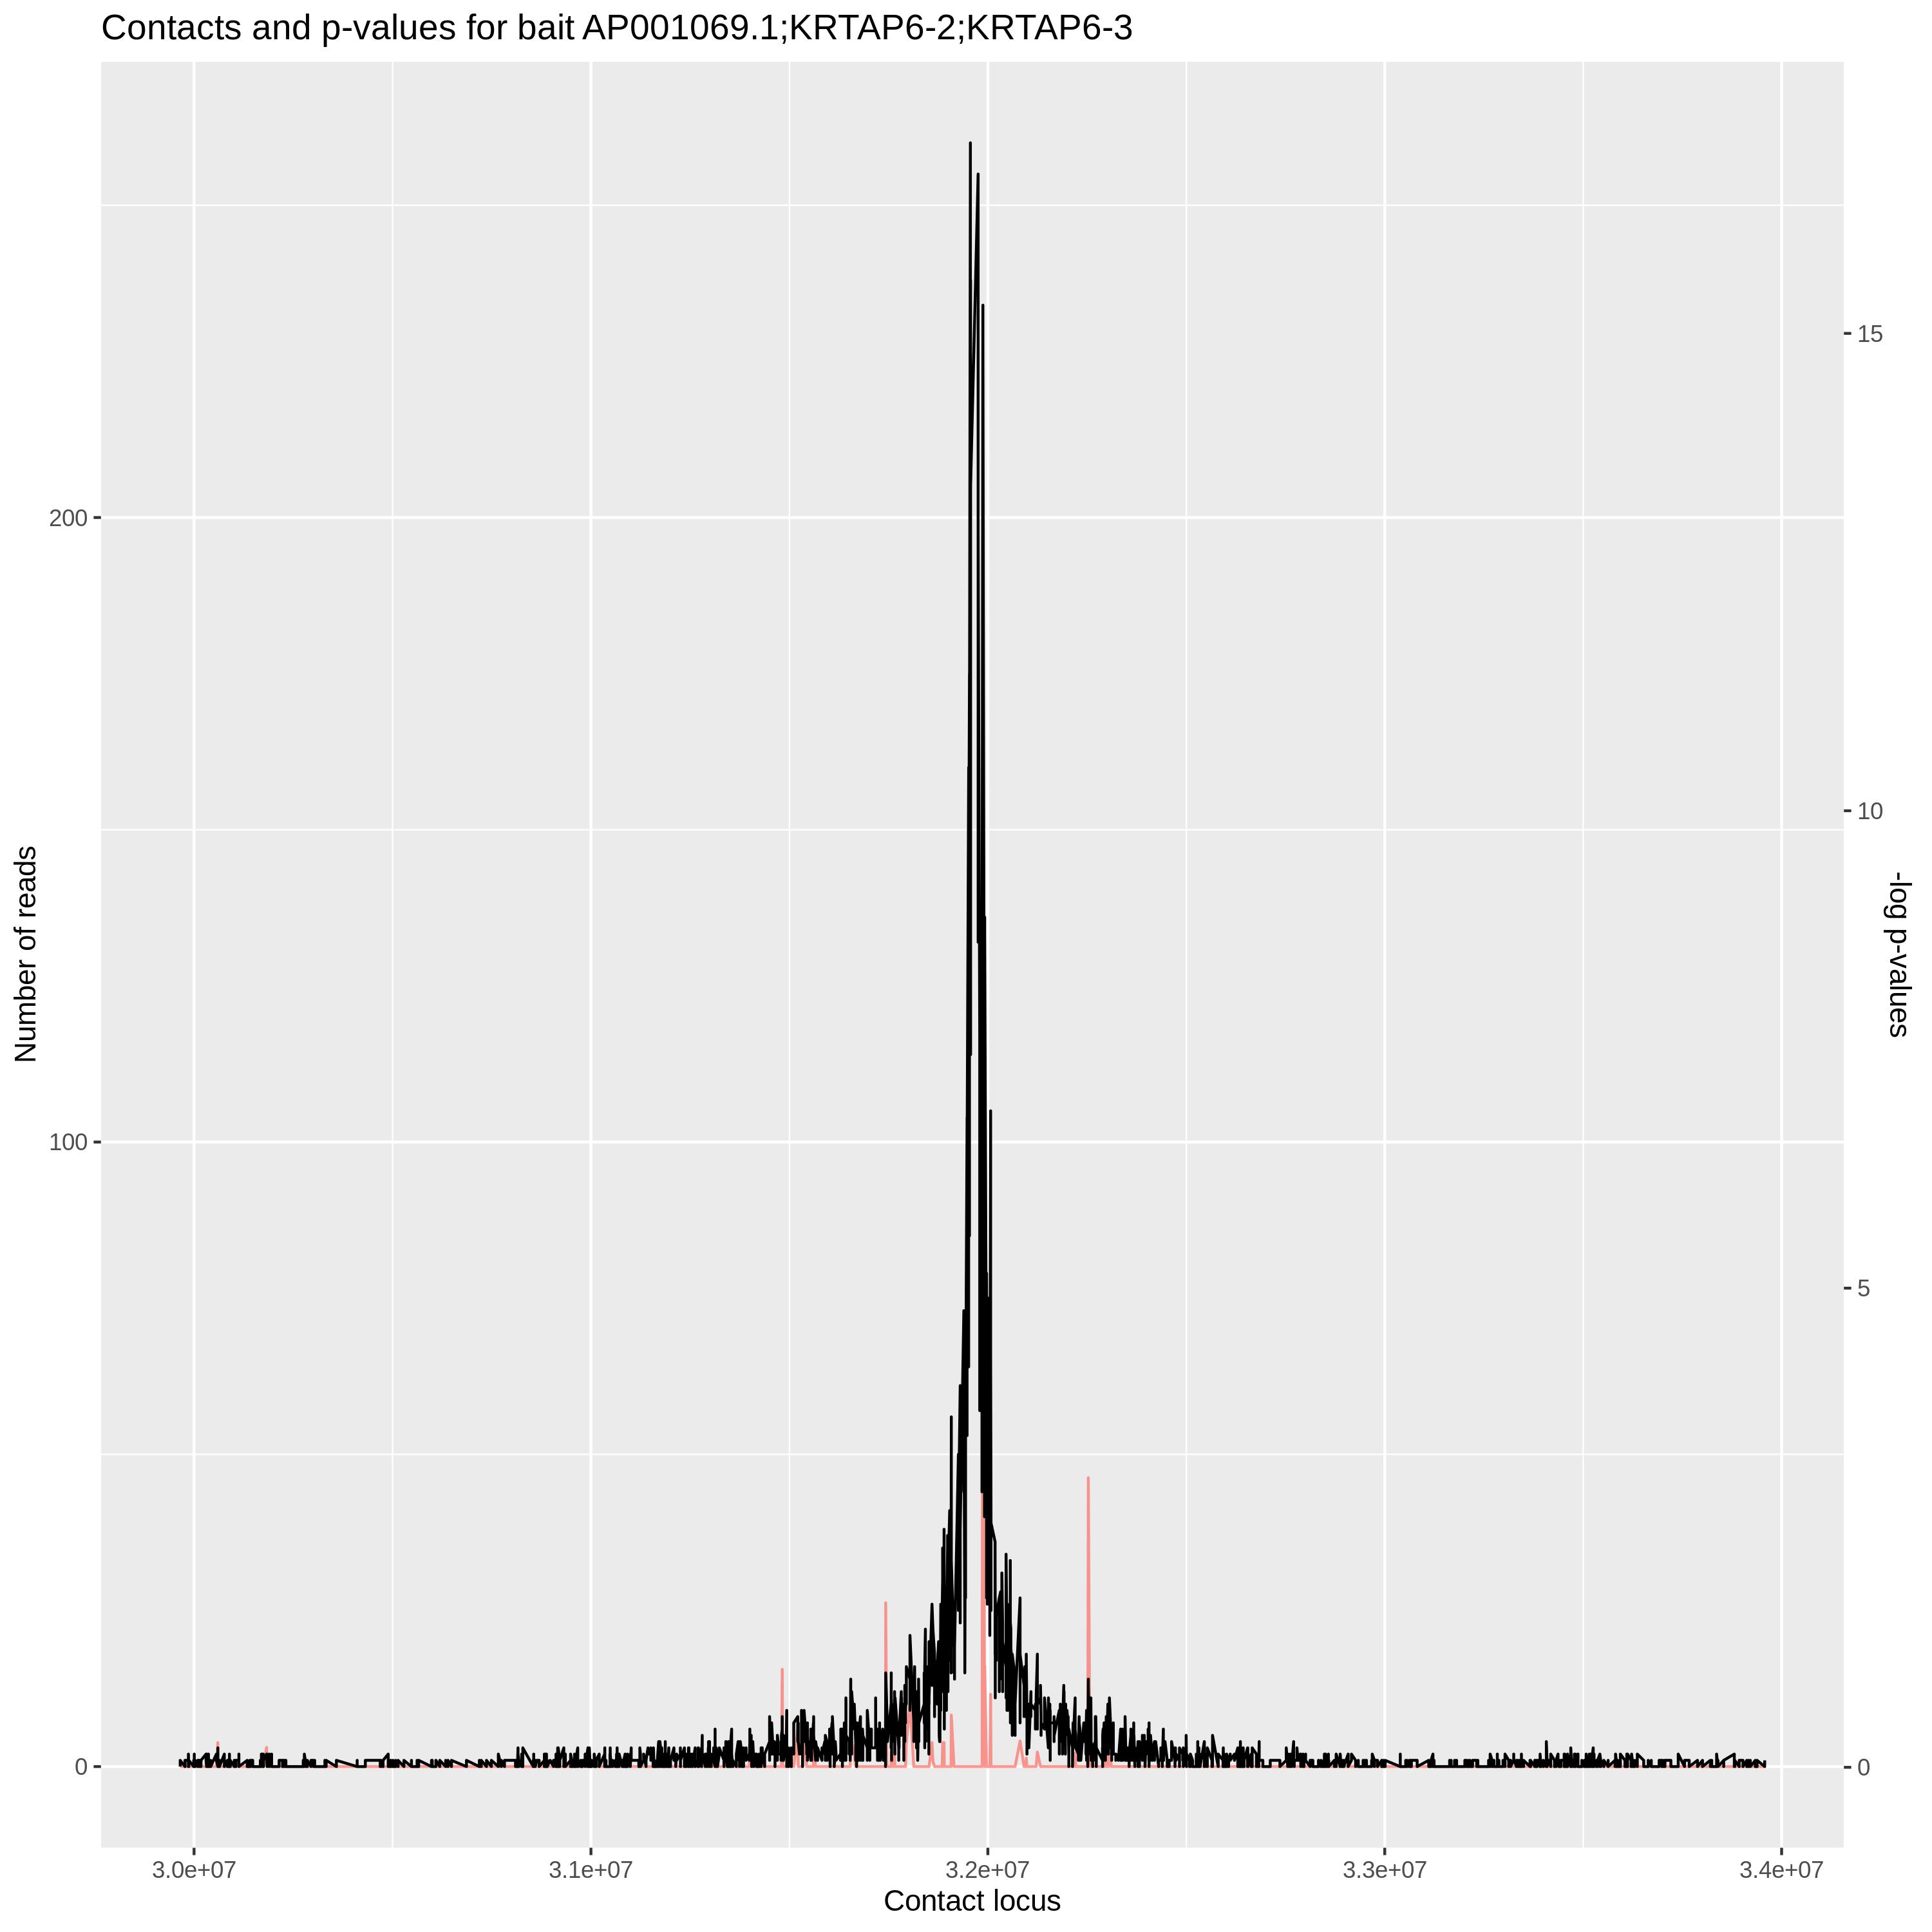 Contacts and p-values for bait AP001069.1;KRTAP6-2;KRTAP6-3
Number of reads
200
100
0
15
10
5
0
-log p-values
3.0e+07 3.1e+07 3.2e+07 3.3e+07 3.4e+07
Contact locus